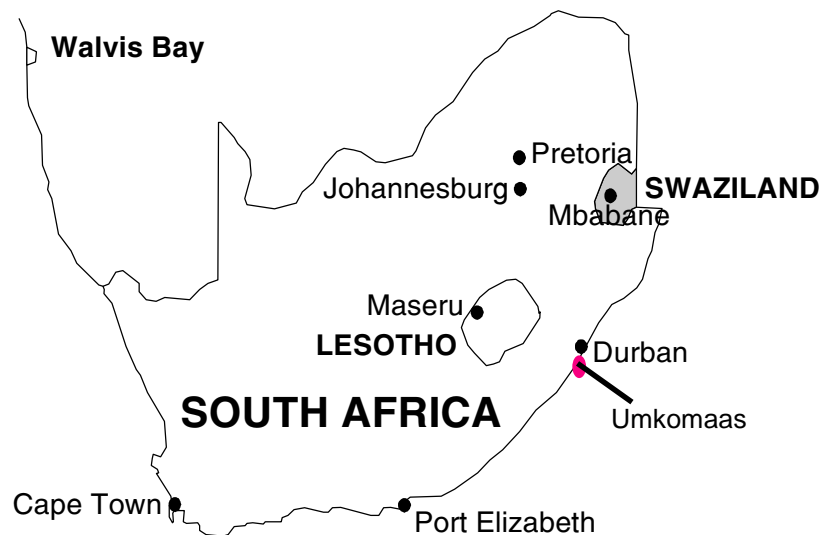 Walvis Bay
Pretoria
Johannesburg
SWAZILAND
Mbabane
Maseru
LESOTHO
Durban
SOUTH AFRICA
Umkomaas
Cape Town
Port Elizabeth